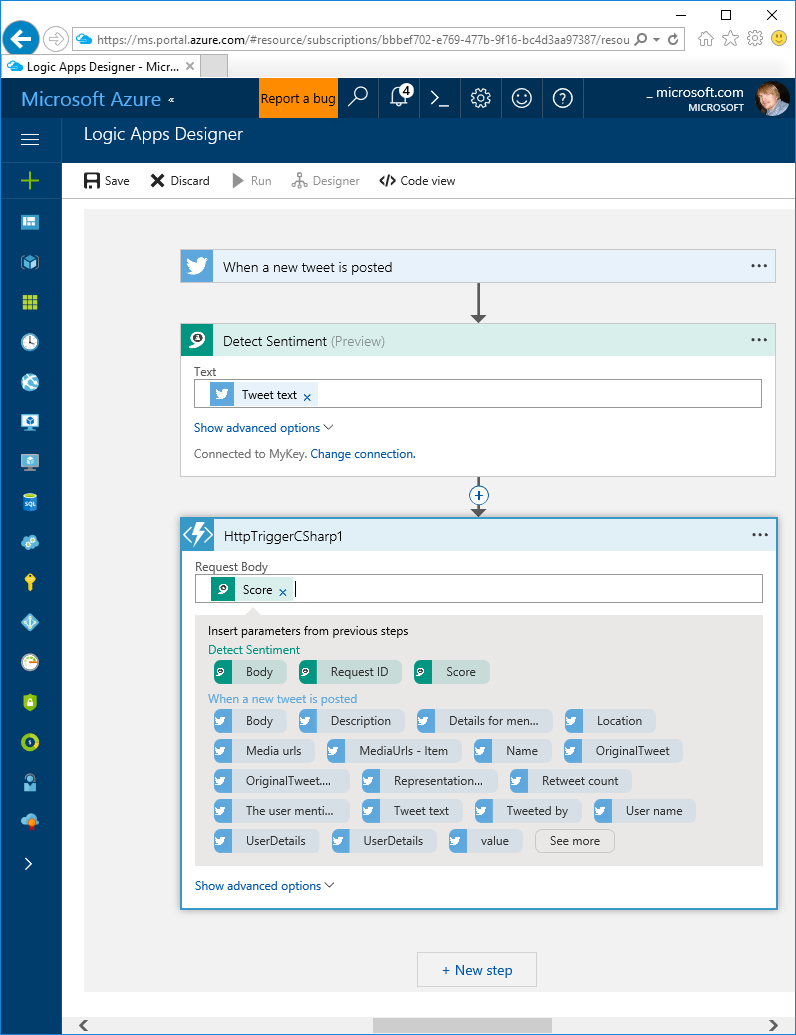 https://ms.portal.azure.com/#resource/subscriptions/bbbef702-e769-477b-9f16-bc4d3aa97387/resou
Logic Apps Designer - Micr...
Microsoft Azure «
Report a bug
4
_ microsoft.com
MICROSOFT
Logic Apps Designer
Save
Discard
Run
Designer
Code view
When a new tweet is posted
Detect Sentiment (Preview)
Text
Tweet text ×
Show advanced options
Connected to MyKey. Change connection.
HttpTriggerCSharp1
Request Body
Score ×
Insert parameters from previous steps
Detect Sentiment
Body Request ID Score
When a new tweet is posted
Body Description Details for men... Location
Media urls MediaUrls - Item Name OriginalTweet
OriginalTweet.... Representation... Retweet count
The user menti... Tweet text Tweeted by User name
UserDetails UserDetails value See more
Show advanced options
+ New step
SQL